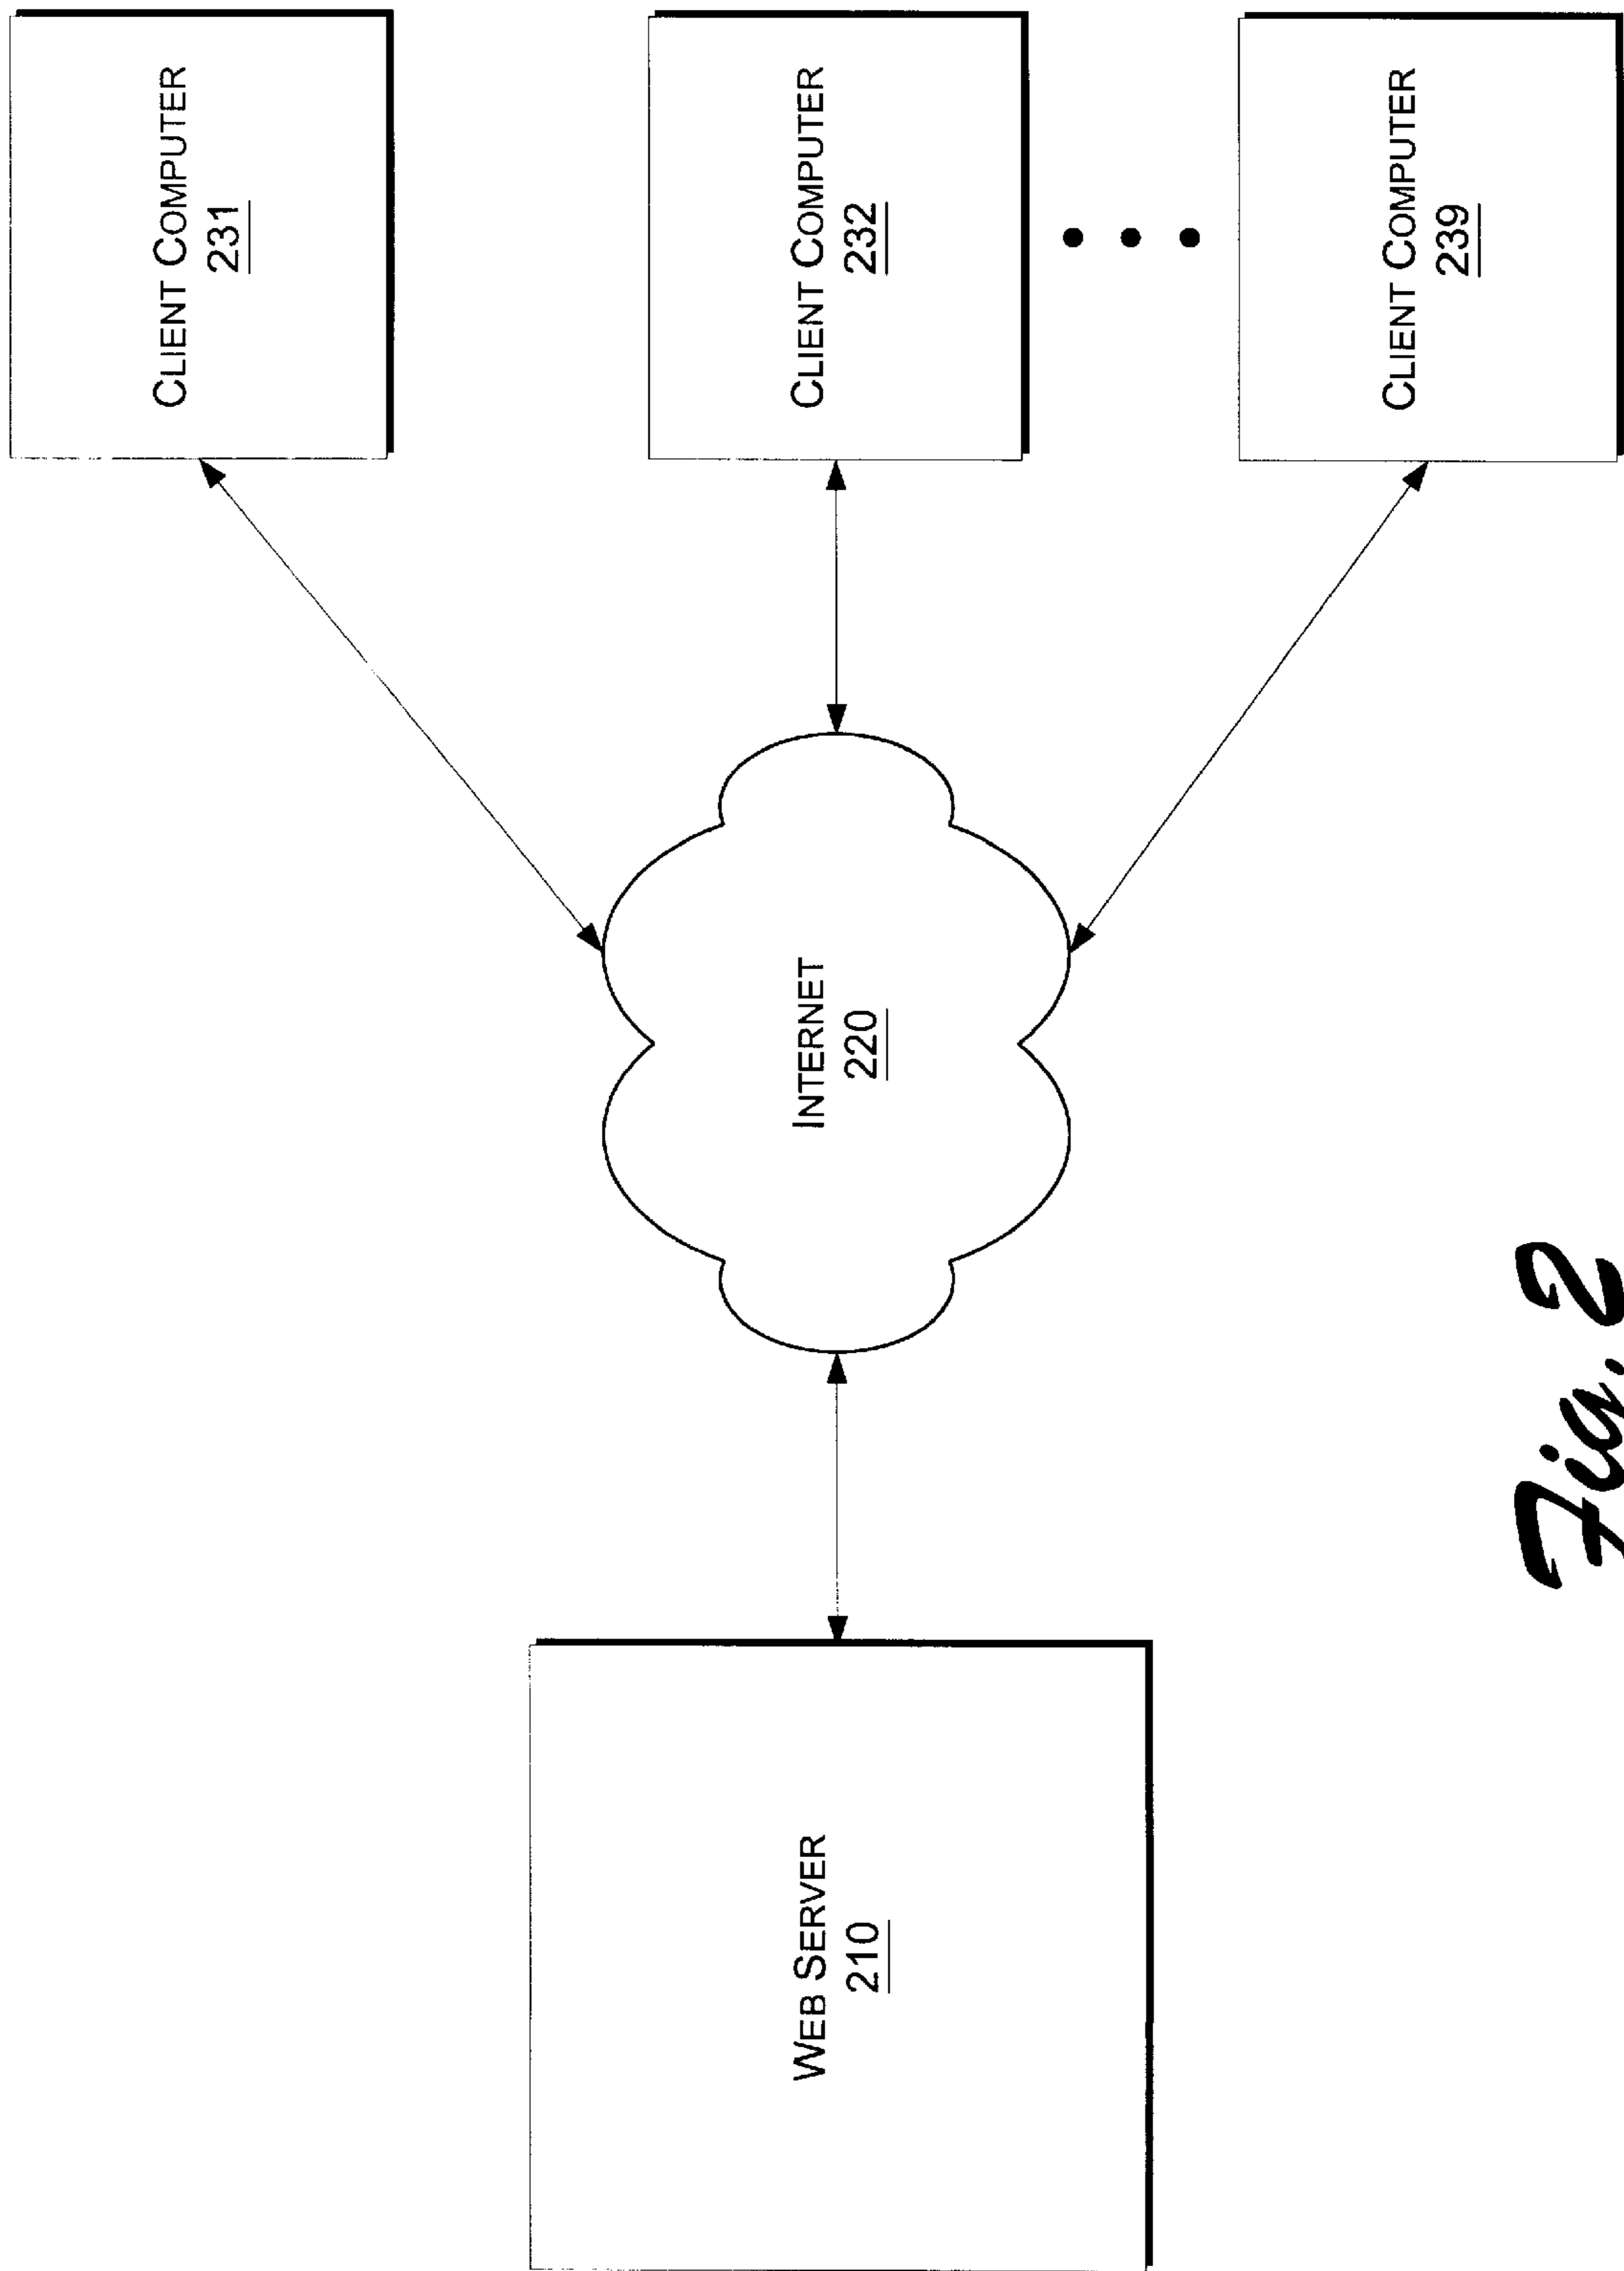 CLIENT COMPUTER
231
CLIENT COMPUTER
232
CLIENT COMPUTER
239
INTERNET
220
WEB SERVER
210
Fig. 2